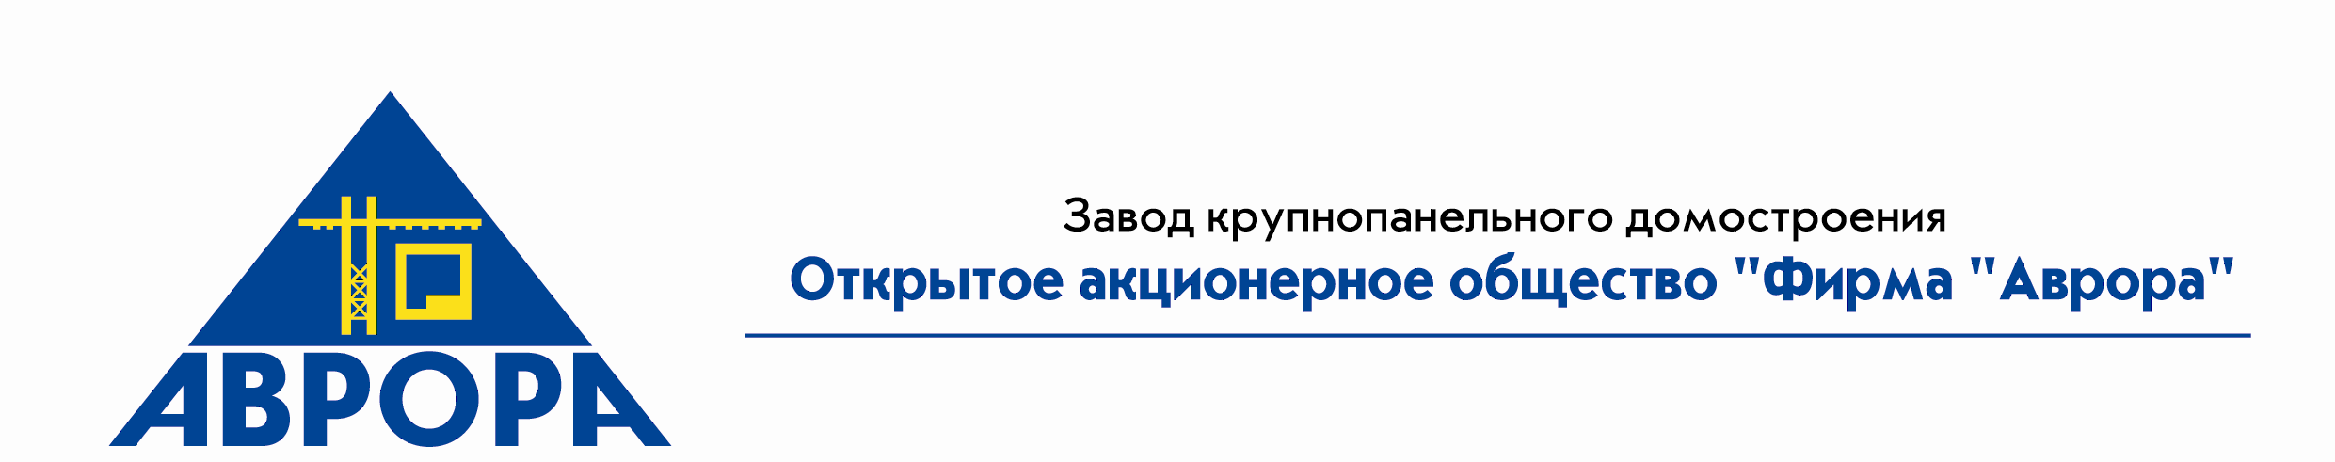 АВРОРА
Завод крупнопанельного домостроения
Открытое акционерное общество "Фирма "Аврора"